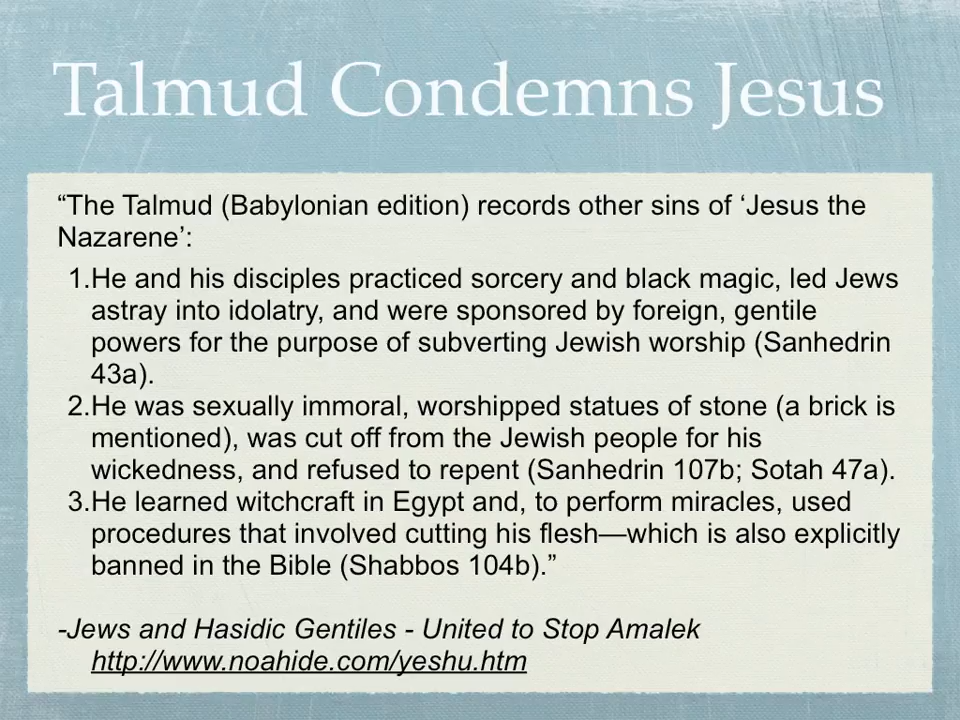 Talmud Condemns Jesus
“The Talmud (Babylonian edition) records other sins of ‘Jesus the
Nazarene’:
1.He and his disciples practiced sorcery and black magic, led Jews
astray into idolatry, and were sponsored by foreign, gentile
powers for the purpose of subverting Jewish worship (Sanhedrin
43a).
2.He was sexually immoral, worshipped statues of stone (a brick is
mentioned), was cut off from the Jewish people for his
wickedness, and refused to repent (Sanhedrin 107b; Sotah 47a).
3.He learned witchcraft in Egypt and, to perform miracles, used
procedures that involved cutting his flesh—which is also explicitly
banned in the Bible (Shabbos 104b).”
-Jews and Hasidic Gentiles - United to Stop Amalek
http://www.noahide.com/yeshu.htm